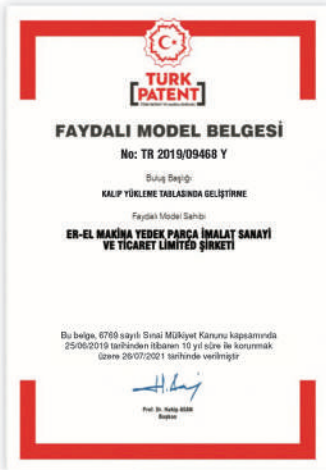 TÜRK
PATENT
FAYDALI MODEL BELGESİ
No: TR 2019/09468 Y
Buluş Başlığı
KALIP YÜKLEME TABLASINDA GELİŞTİRME
Faydalı Model Sahibi
ER-EL MAKİNA YEDEK PARÇA İMALAT SANAYİ
VE TİCARET LİMİTED ŞİRKETİ
Bu belge, 6769 sayılı Sınai Mülkiyet Kanunu kapsamında
25/06/2019 tarihinden itibaren 10 yıl süre ile korunmak
üzere 26/07/2021 tarihinde verilmiştir
Prof. Dr. Habip ASAN
Başkan